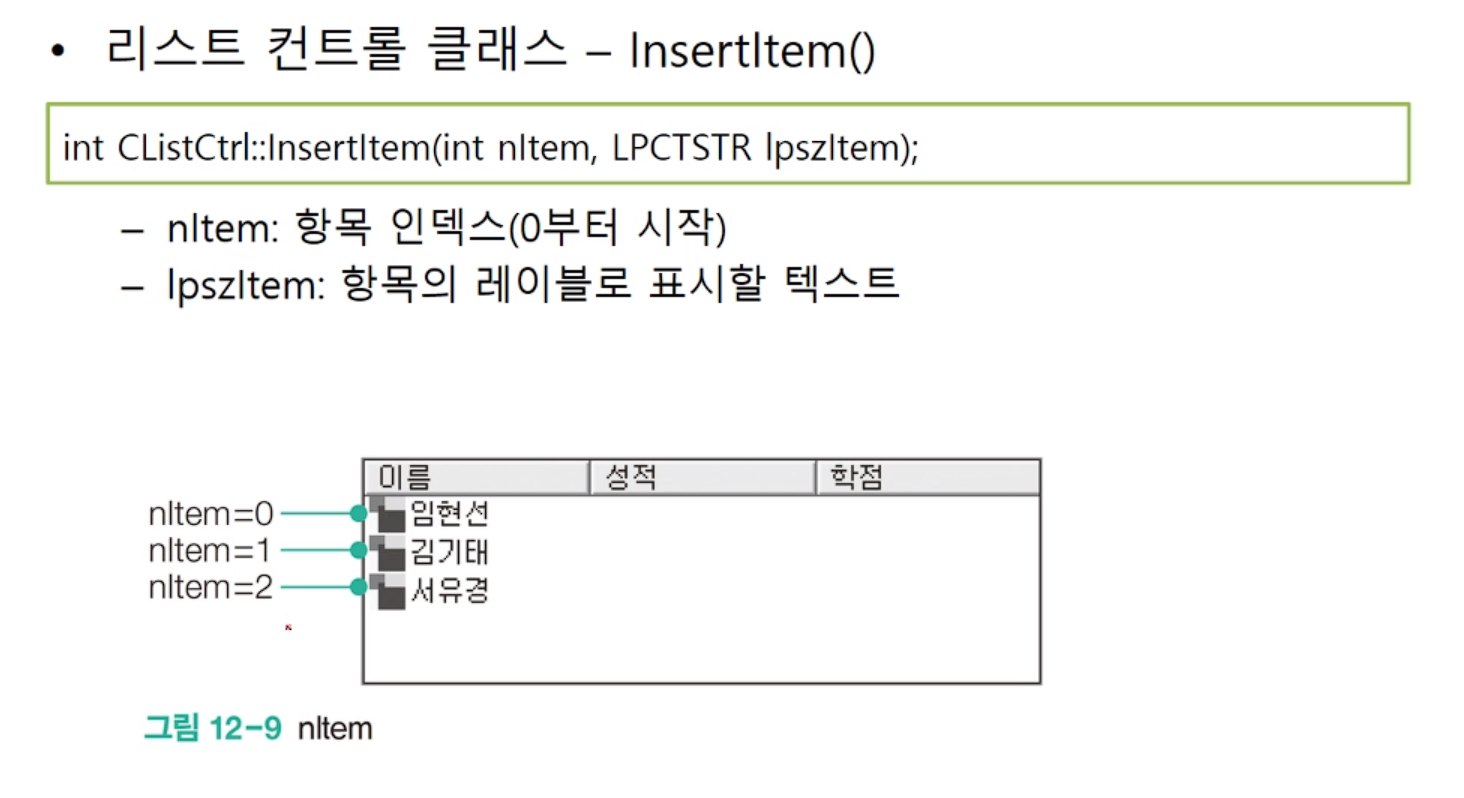 • 리스트 컨트롤 클래스 – InsertItem()
int CListCtrl::InsertItem(int nItem, LPCTSTR lpszItem);
– nItem: 항목 인덱스(0부터 시작)
– lpszItem: 항목의 레이블로 표시할 텍스트
이름 성적 학점
nItem=0 임현선
nItem=1 김기태
nItem=2 서유경
그림 12-9 nItem